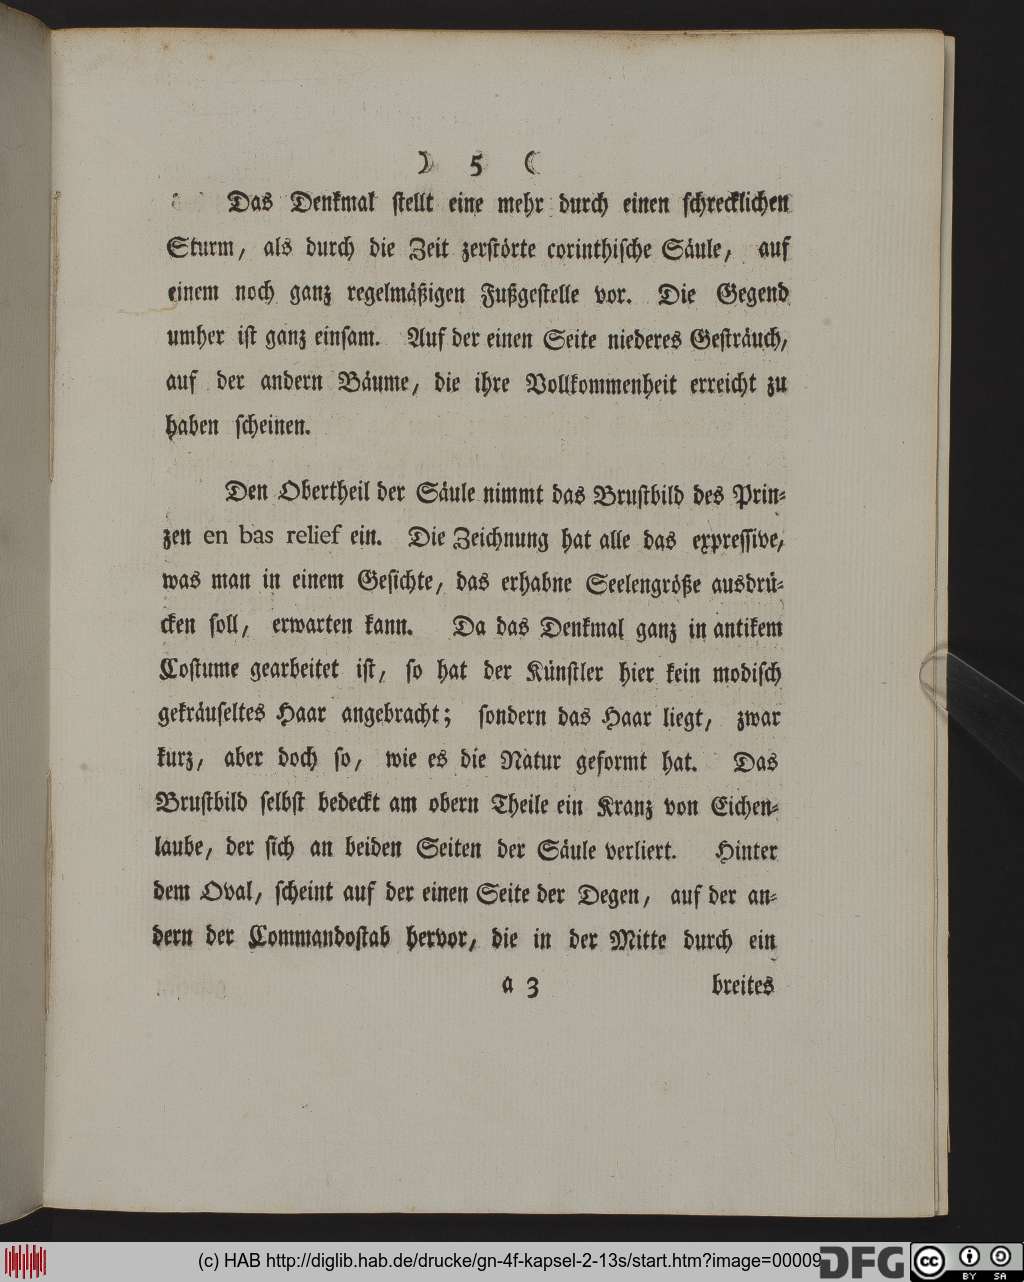 ) 5 (
Das Denkmal stellt eine mehr durch einen schrecklichen
Sturm, als durch die Zeit zerstörte corinthische Säule, auf
einem noch ganz regelmäßigen Fußgestelle vor. Die Gegend
umher ist ganz einsam. Auf der einen Seite niederes Gesträuch,
auf der andern Bäume, die ihre Vollkommenheit erreicht zu
haben scheinen.
Den Obertheil der Säule nimmt das Brustbild des Prin-
zen en bas relief ein. Die Zeichnung hat alle das expressive,
was man in einem Gesichte, das erhabne Seelengröße ausdrü-
cken soll, erwarten kann. Da das Denkmal ganz in antikem
Costume gearbeitet ist, so hat der Künstler hier kein modisch
gekräuseltes Haar angebracht; sondern das Haar liegt, zwar
kurz, aber doch so, wie es die Natur geformt hat. Das
Brustbild selbst bedeckt am obern Theile ein Kranz von Eichen-
laube, der sich an beiden Seiten der Säule verliert. Hinter
dem Oval, scheint auf der einen Seite der Degen, auf der an-
dern der Commandostab hervor, die in der Mitte durch ein
a 3 breites
(c) HAB http://diglib.hab.de/drucke/gn-4f-kapsel-2-13s/start.htm?image=00009
DFG
cc BY SA